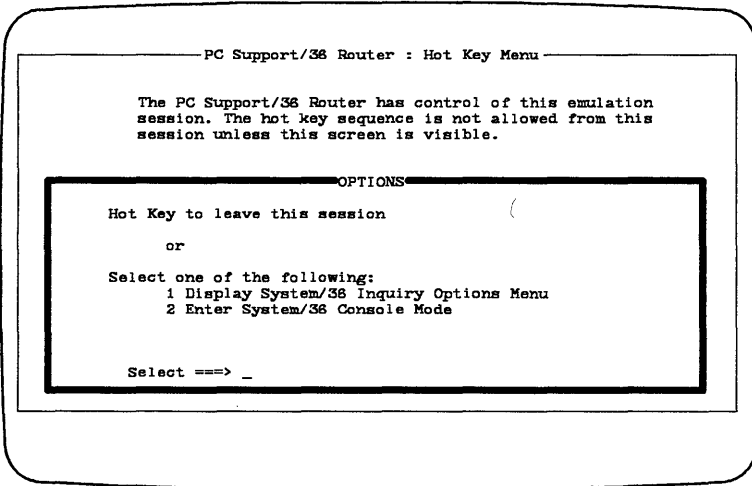 PC Support/36 Router : Hot Key Menu
The PC Support/36 Router has control of this emulation
session. The hot key sequence is not allowed from this
session unless this screen is visible.
OPTIONS
Hot Key to leave this session
or
Select one of the following:
1 Display System/36 Inquiry Options Menu
2 Enter System/36 Console Mode
Select ===> _